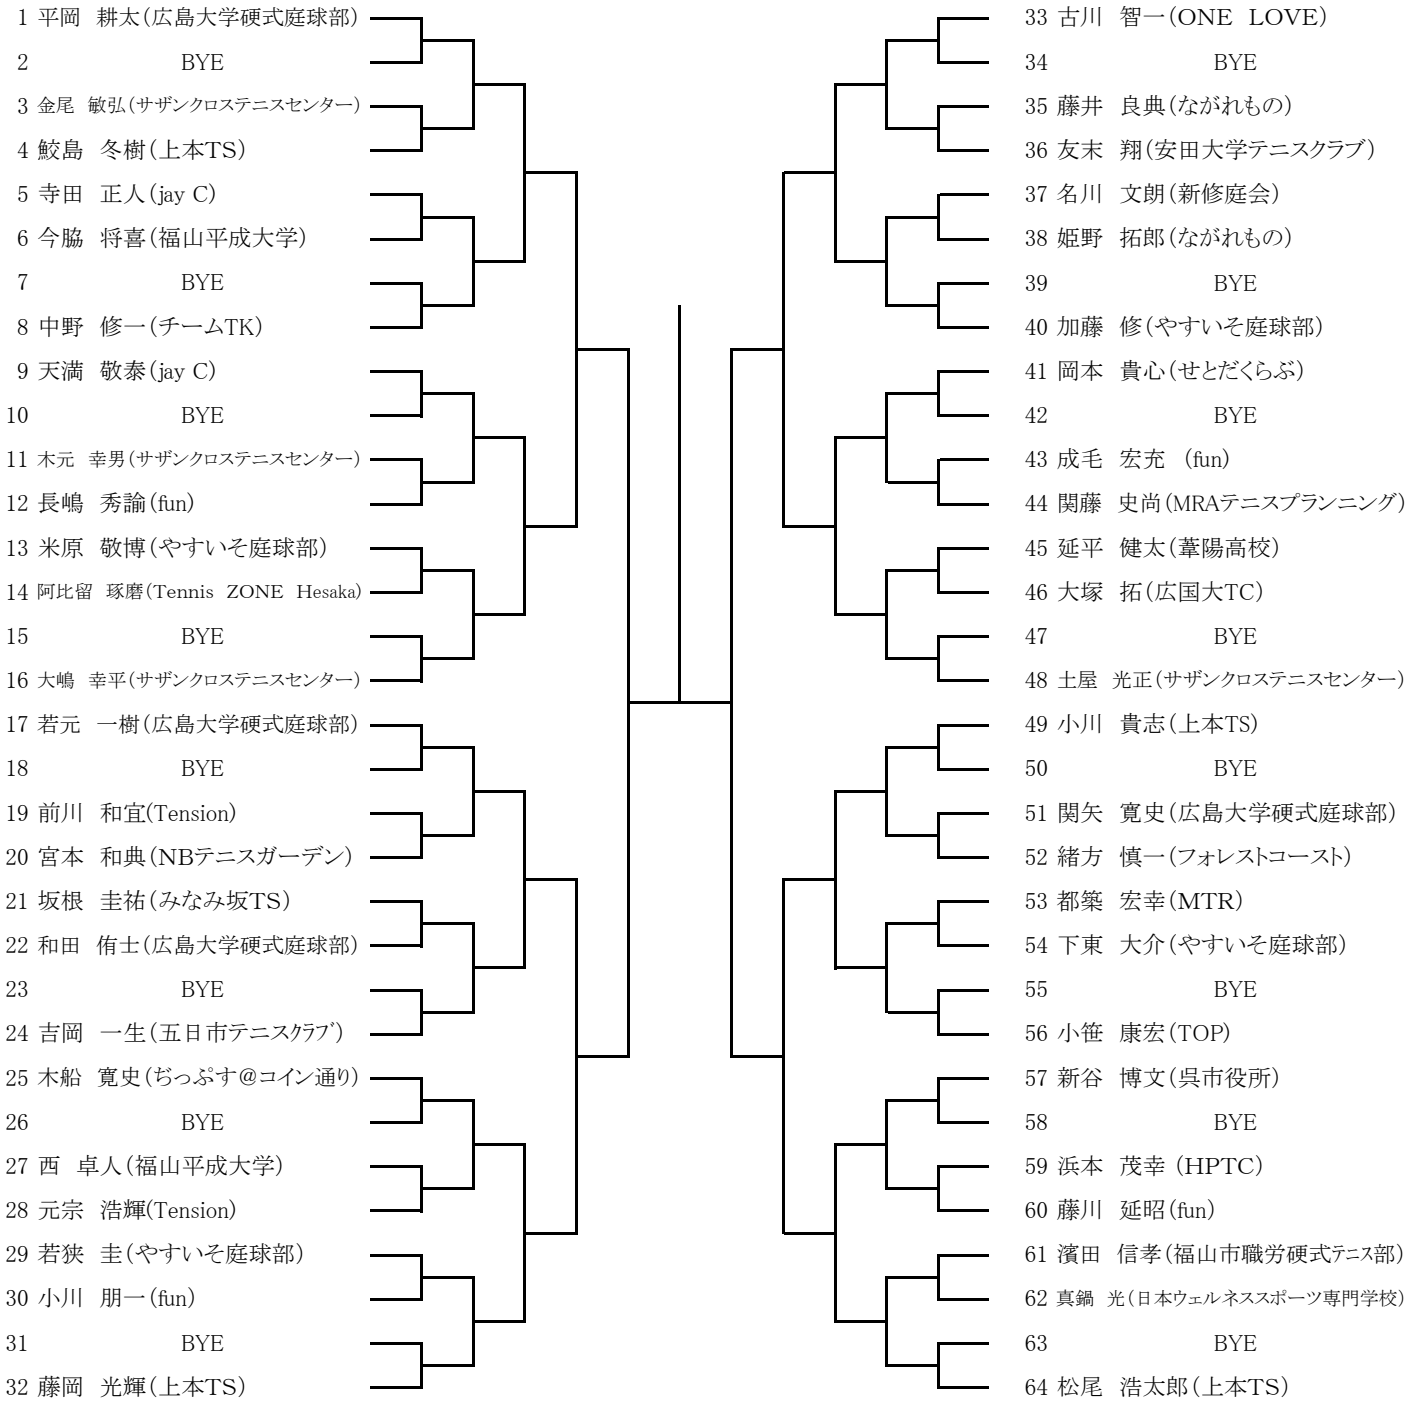 1 平岡　耕太(広島大学硬式庭球部)
2 BYE
3 金尾　敏弘(サザンクロステニスセンター)
4 鮫島　冬樹(上本TS)
5 寺田　正人(jay C)
6 今脇　将喜(福山平成大学)
7 BYE
8 中野　修一(チームTK)
9 天満　敬泰(jay C)
10 BYE
11 木元　幸男(サザンクロステニスセンター)
12 長嶋　秀諭(fun)
13 米原　敬博(やすいそ庭球部)
14 阿比留　琢磨(Tennis　ZONE　Hesaka)
15 BYE
16 大嶋　幸平(サザンクロステニスセンター)
17 若元　一樹(広島大学硬式庭球部)
18 BYE
19 前川　和宜(Tension)
20 宮本　和典(NBテニスガーデン)
21 坂根　圭祐(みなみ坂TS)
22 和田　侑士(広島大学硬式庭球部)
23 BYE
24 吉岡　一生(五日市テニスクラブ)
25 木船　寛史(ぢっぷす@コイン通り)
26 BYE
27 西　卓人(福山平成大学)
28 元宗　浩輝(Tension)
29 若狭　圭(やすいそ庭球部)
30 小川　朋一(fun)
31 BYE
32 藤岡　光輝(上本TS)
33 古川　智一(ONE　LOVE)
34 BYE
35 藤井　良典(ながれもの)
36 友末　翔(安田大学テニスクラブ)
37 名川　文朗(新修庭会)
38 姫野　拓郎(ながれもの)
39 BYE
40 加藤　修(やすいそ庭球部)
41 岡本　貴心(せとだくらぶ)
42 BYE
43 成毛　宏充　(fun)
44 関藤　史尚(MRAテニスプランニング)
45 延平　健太(葦陽高校)
46 大塚　拓(広国大TC)
47 BYE
48 土屋　光正(サザンクロステニスセンター)
49 小川　貴志(上本TS)
50 BYE
51 関矢　寛史(広島大学硬式庭球部)
52 緒方　慎一(フォレストコースト)
53 都築　宏幸(MTR)
54 下東　大介(やすいそ庭球部)
55 BYE
56 小笹　康宏(TOP)
57 新谷　博文(呉市役所)
58 BYE
59 浜本　茂幸 (HPTC)
60 藤川　延昭(fun)
61 濱田　信孝(福山市職労硬式テニス部)
62 真鍋　光(日本ウェルネススポーツ専門学校)
63 BYE
64 松尾　浩太郎(上本TS)